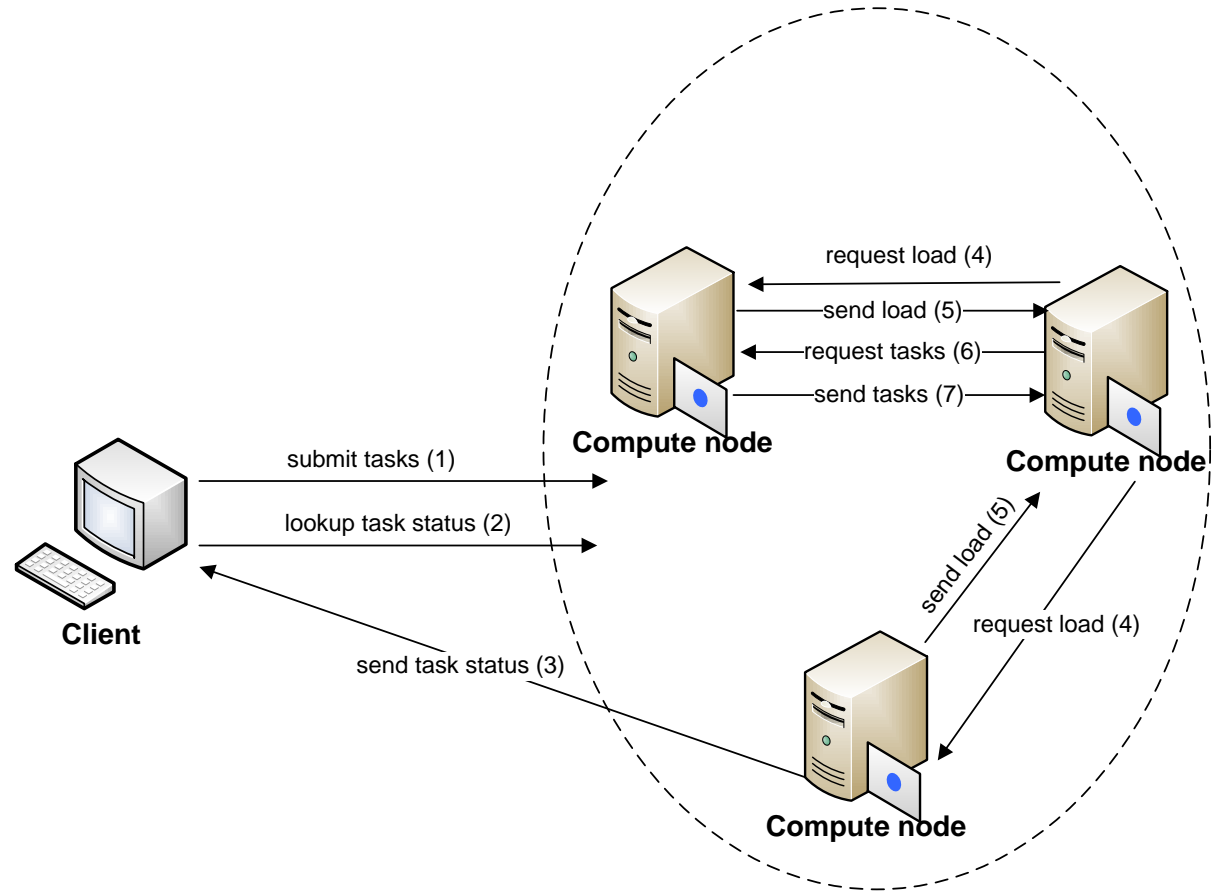 request load (4)
send load (5)
request tasks (6)
send tasks (7)
Compute node
Compute node
submit tasks (1)
lookup task status (2)
send load (5)
Client
request load (4)
send task status (3)
Compute node